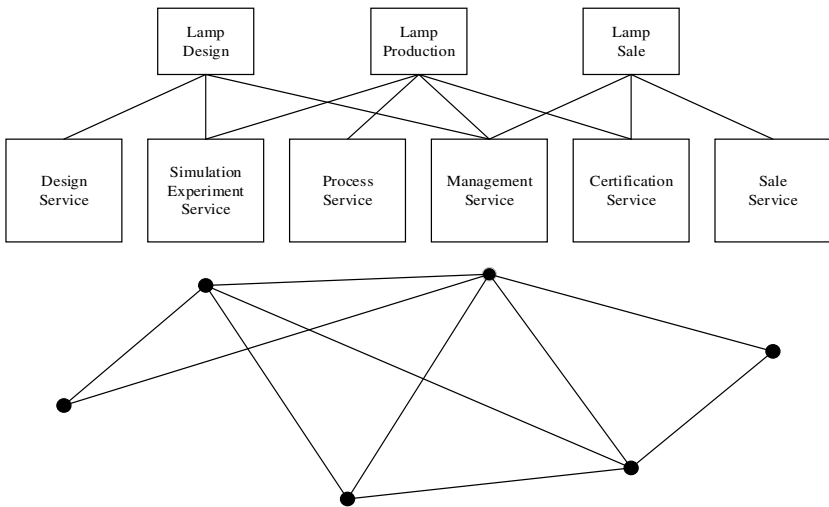 Lamp
Design
Lamp
Production
Lamp
Sale
Design
Service
Simulation
Experiment
Service
Process
Service
Management
Service
Certification
Service
Sale
Service